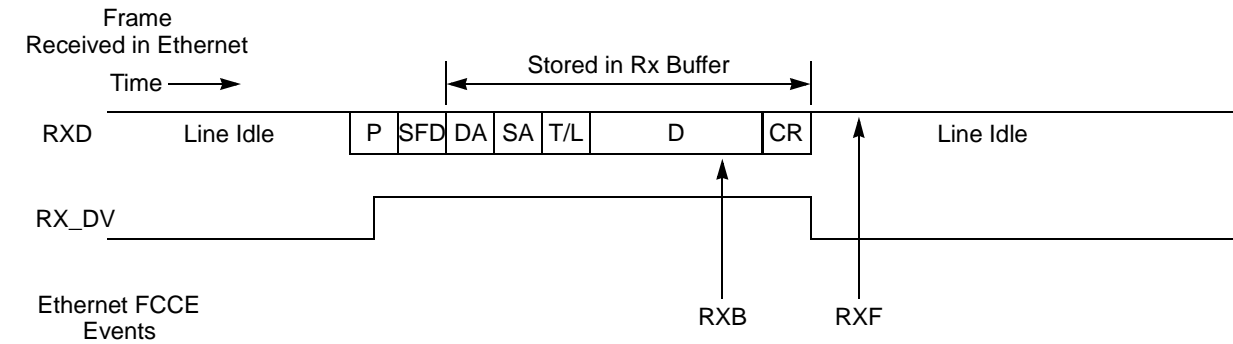 Frame
Received in Ethernet
Stored in Rx Buffer
Time
RXD
Line Idle
P
SFD
DA
SA
T/L
D
CR
Line Idle
RX_DV
Ethernet FCCE
Events
RXB
RXF